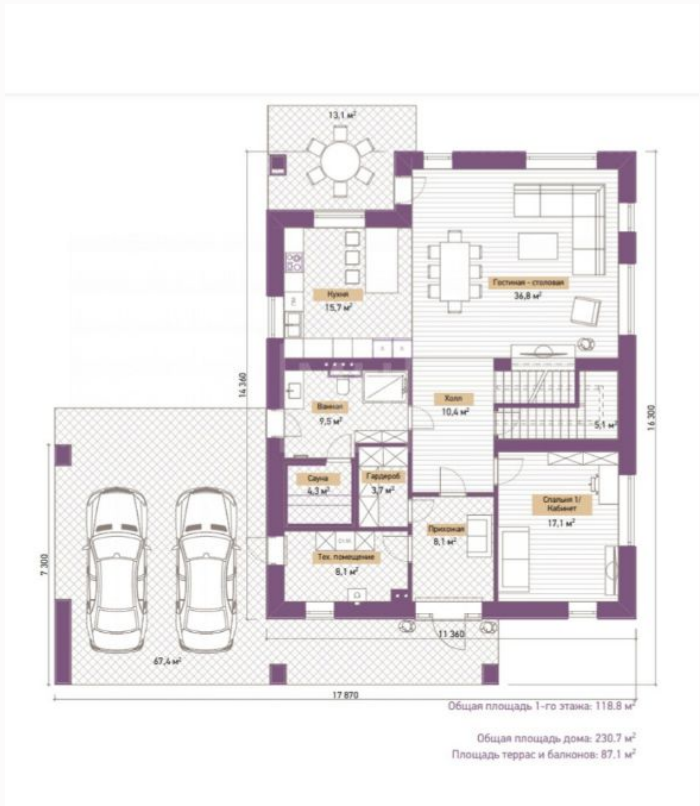 13,1 м²
Гостиная - столовая
36,8 м²
Кухня
15,7 м²
14 360
16 300
Холл
10,4 м²
Ванная
9,5 м²
5,1 м²
Сауна
4,3 м²
Гардероб
3,7 м²
Спальня 1/
Кабинет
17,1 м²
Прихожая
8,1 м²
Тех. помещение
8,1 м²
7 300
11 360
67,4 м²
17 870
Общая площадь 1-го этажа: 118.8 м²
Общая площадь дома: 230.7 м²
Площадь террас и балконов: 87.1 м²